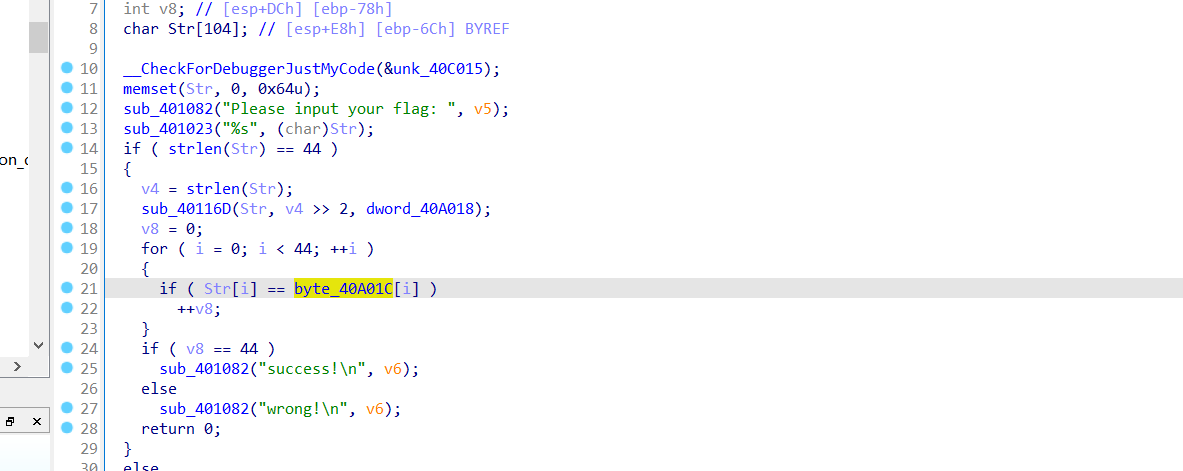 7 int v8; // [esp+DCh] [ebp-78h]
8 char Str[104]; // [esp+E8h] [ebp-6Ch] BYREF
9
10 __CheckForDebuggerJustMyCode(&unk_40C015);
11 memset(Str, 0, 0x64u);
12 sub_401082("Please input your flag: ", v5);
13 sub_401023("%s", (char)Str);
14 if ( strlen(Str) == 44 )
15 {
16 v4 = strlen(Str);
17 sub_40116D(Str, v4 >> 2, dword_40A018);
18 v8 = 0;
19 for ( i = 0; i < 44; ++i )
20 {
21 if ( Str[i] == byte_40A01C[i] )
22 ++v8;
23 }
24 if ( v8 == 44 )
25 sub_401082("success!\n", v6);
26 else
27 sub_401082("wrong!\n", v6);
28 return 0;
29 }
30 else